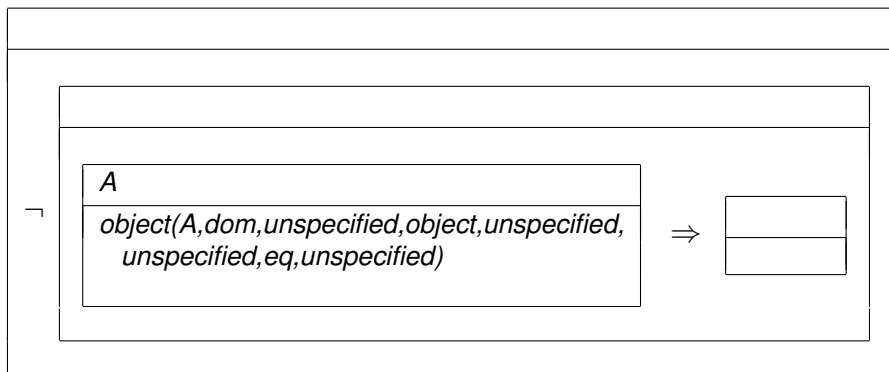 A
¬
object(A,dom,unspecified,object,unspecified,
⇒
unspecified,eq,unspecified)